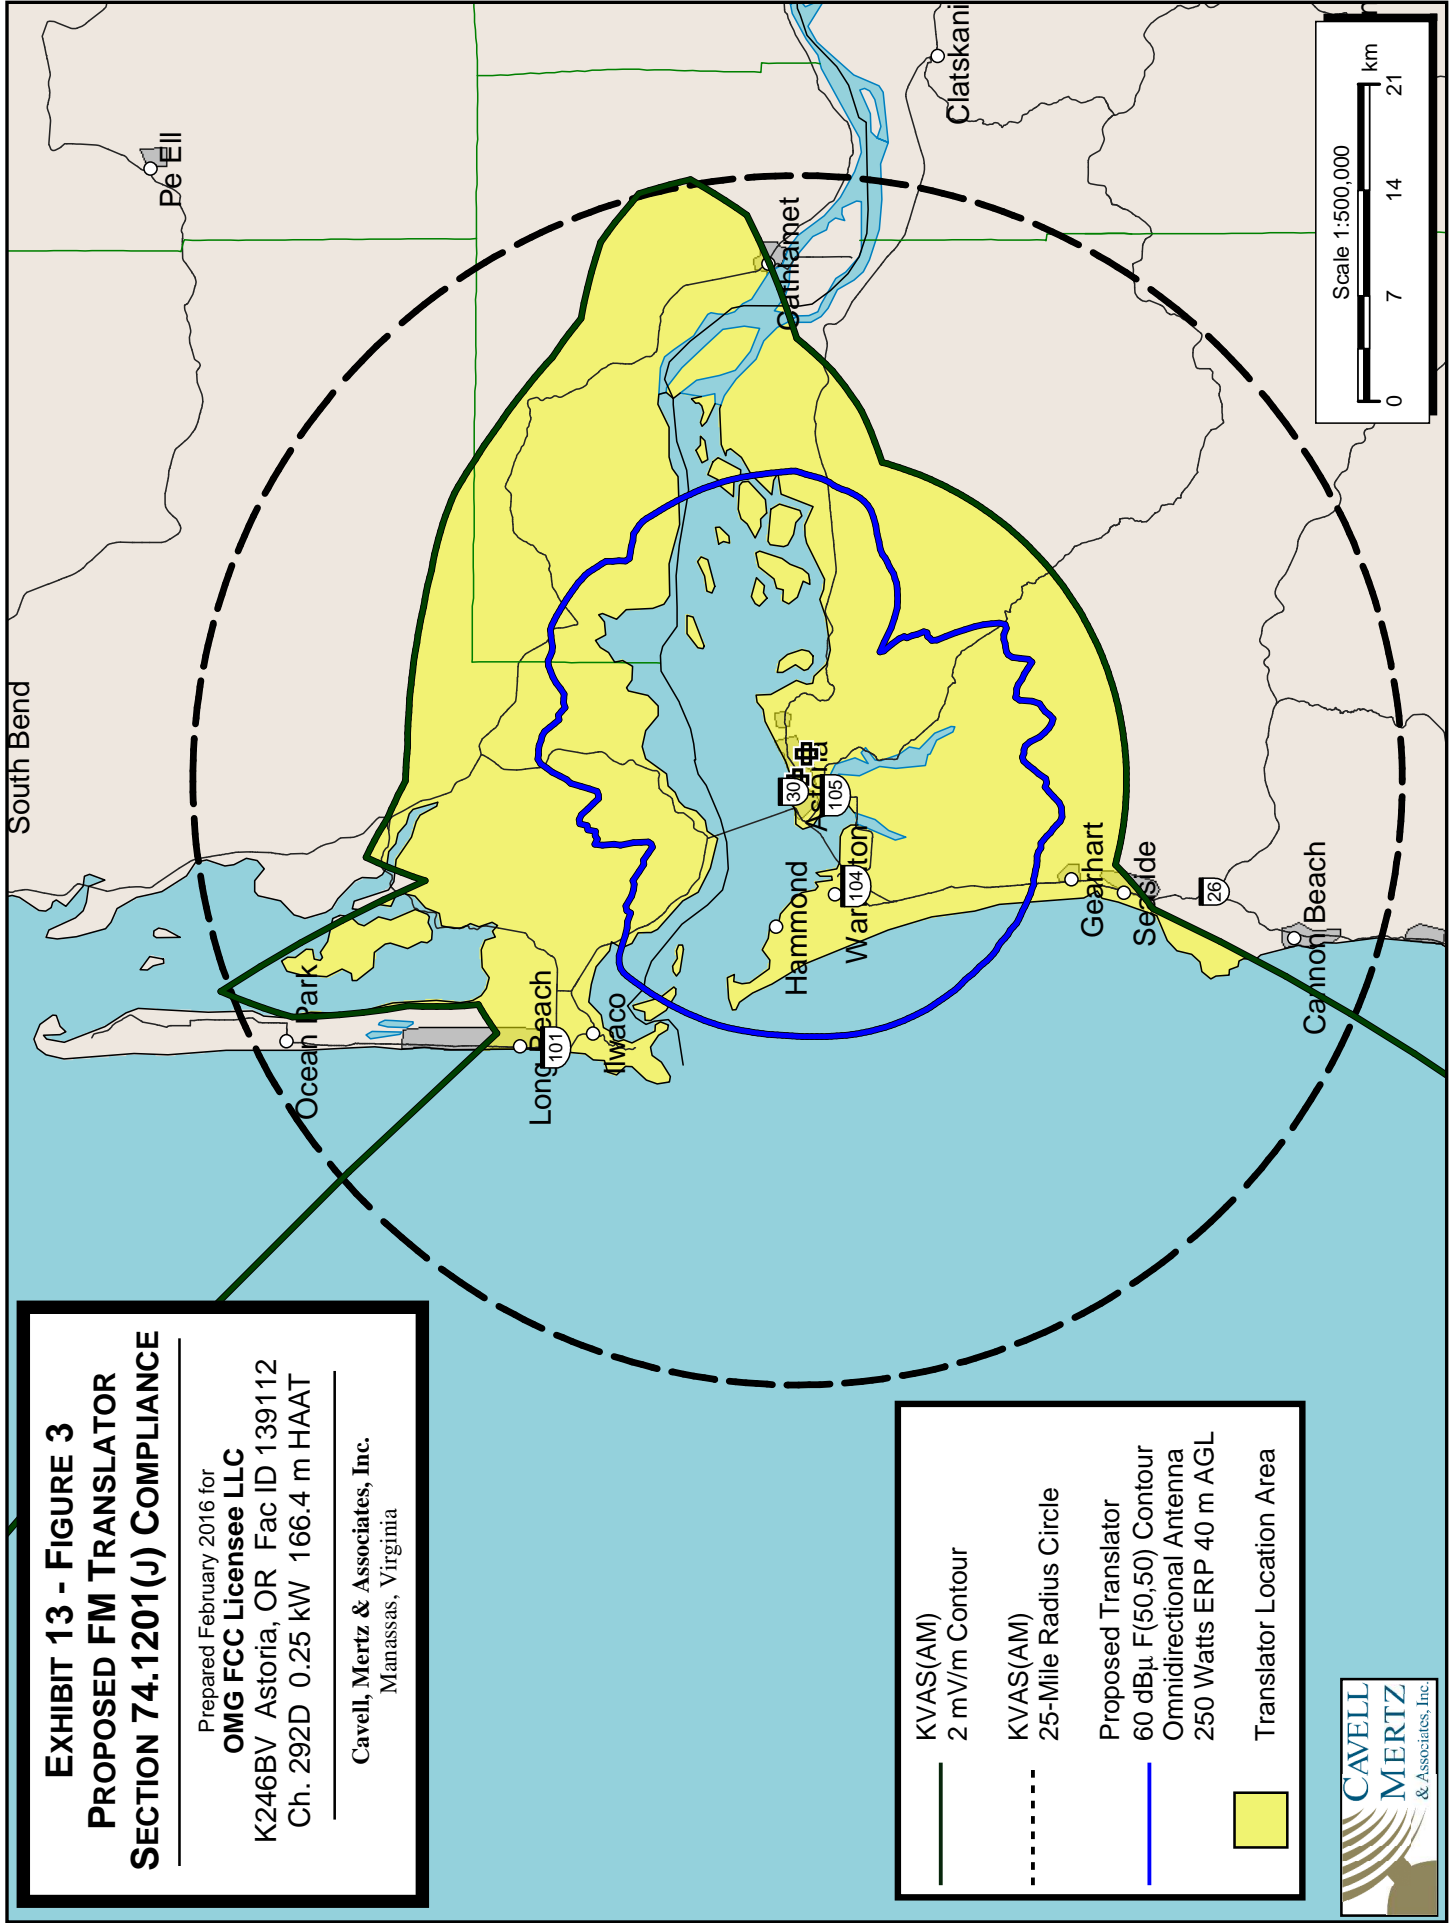 EXHIBIT 13 - FIGURE 3
PROPOSED FM TRANSLATOR
SECTION 74.1201(J) COMPLIANCE
Prepared February 2016 for
OMG FCC Licensee LLC
K246BV Astoria, OR Fac ID 139112
Ch. 292D 0.25 kW 166.4 m HAAT
Cavell, Mertz & Associates, Inc.
Manassas, Virginia
South Bend
Pe Ell
Ocean Park
Long Beach
101
Ilwaco
Cathlamet
Clatskani
Hammond
30
Astoria
105
Warrenton
104
Gearhart
Seaside
26
Cannon Beach
KVAS(AM)
2 mV/m Contour
KVAS(AM)
25-Mile Radius Circle
Proposed Translator
60 dBµ F(50,50) Contour
Omnidirectional Antenna
250 Watts ERP 40 m AGL
Translator Location Area
Scale 1:500,000
0 7 14 21
km
CAVELL
MERTZ
& Associates, Inc.